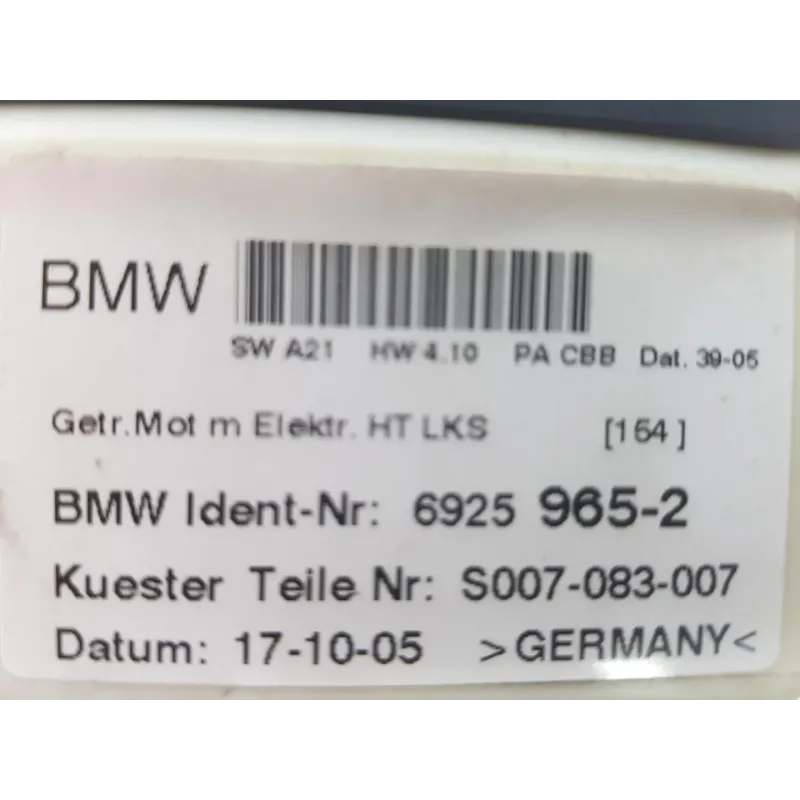 BMW
SW A21 HW 4.10 PA CBB Dat. 39-05
Getr.Mot m Elektr. HT LKS [164]
BMW Ident-Nr: 6925 965-2
Kuester Teile Nr: S007-083-007
Datum: 17-10-05 >GERMANY<